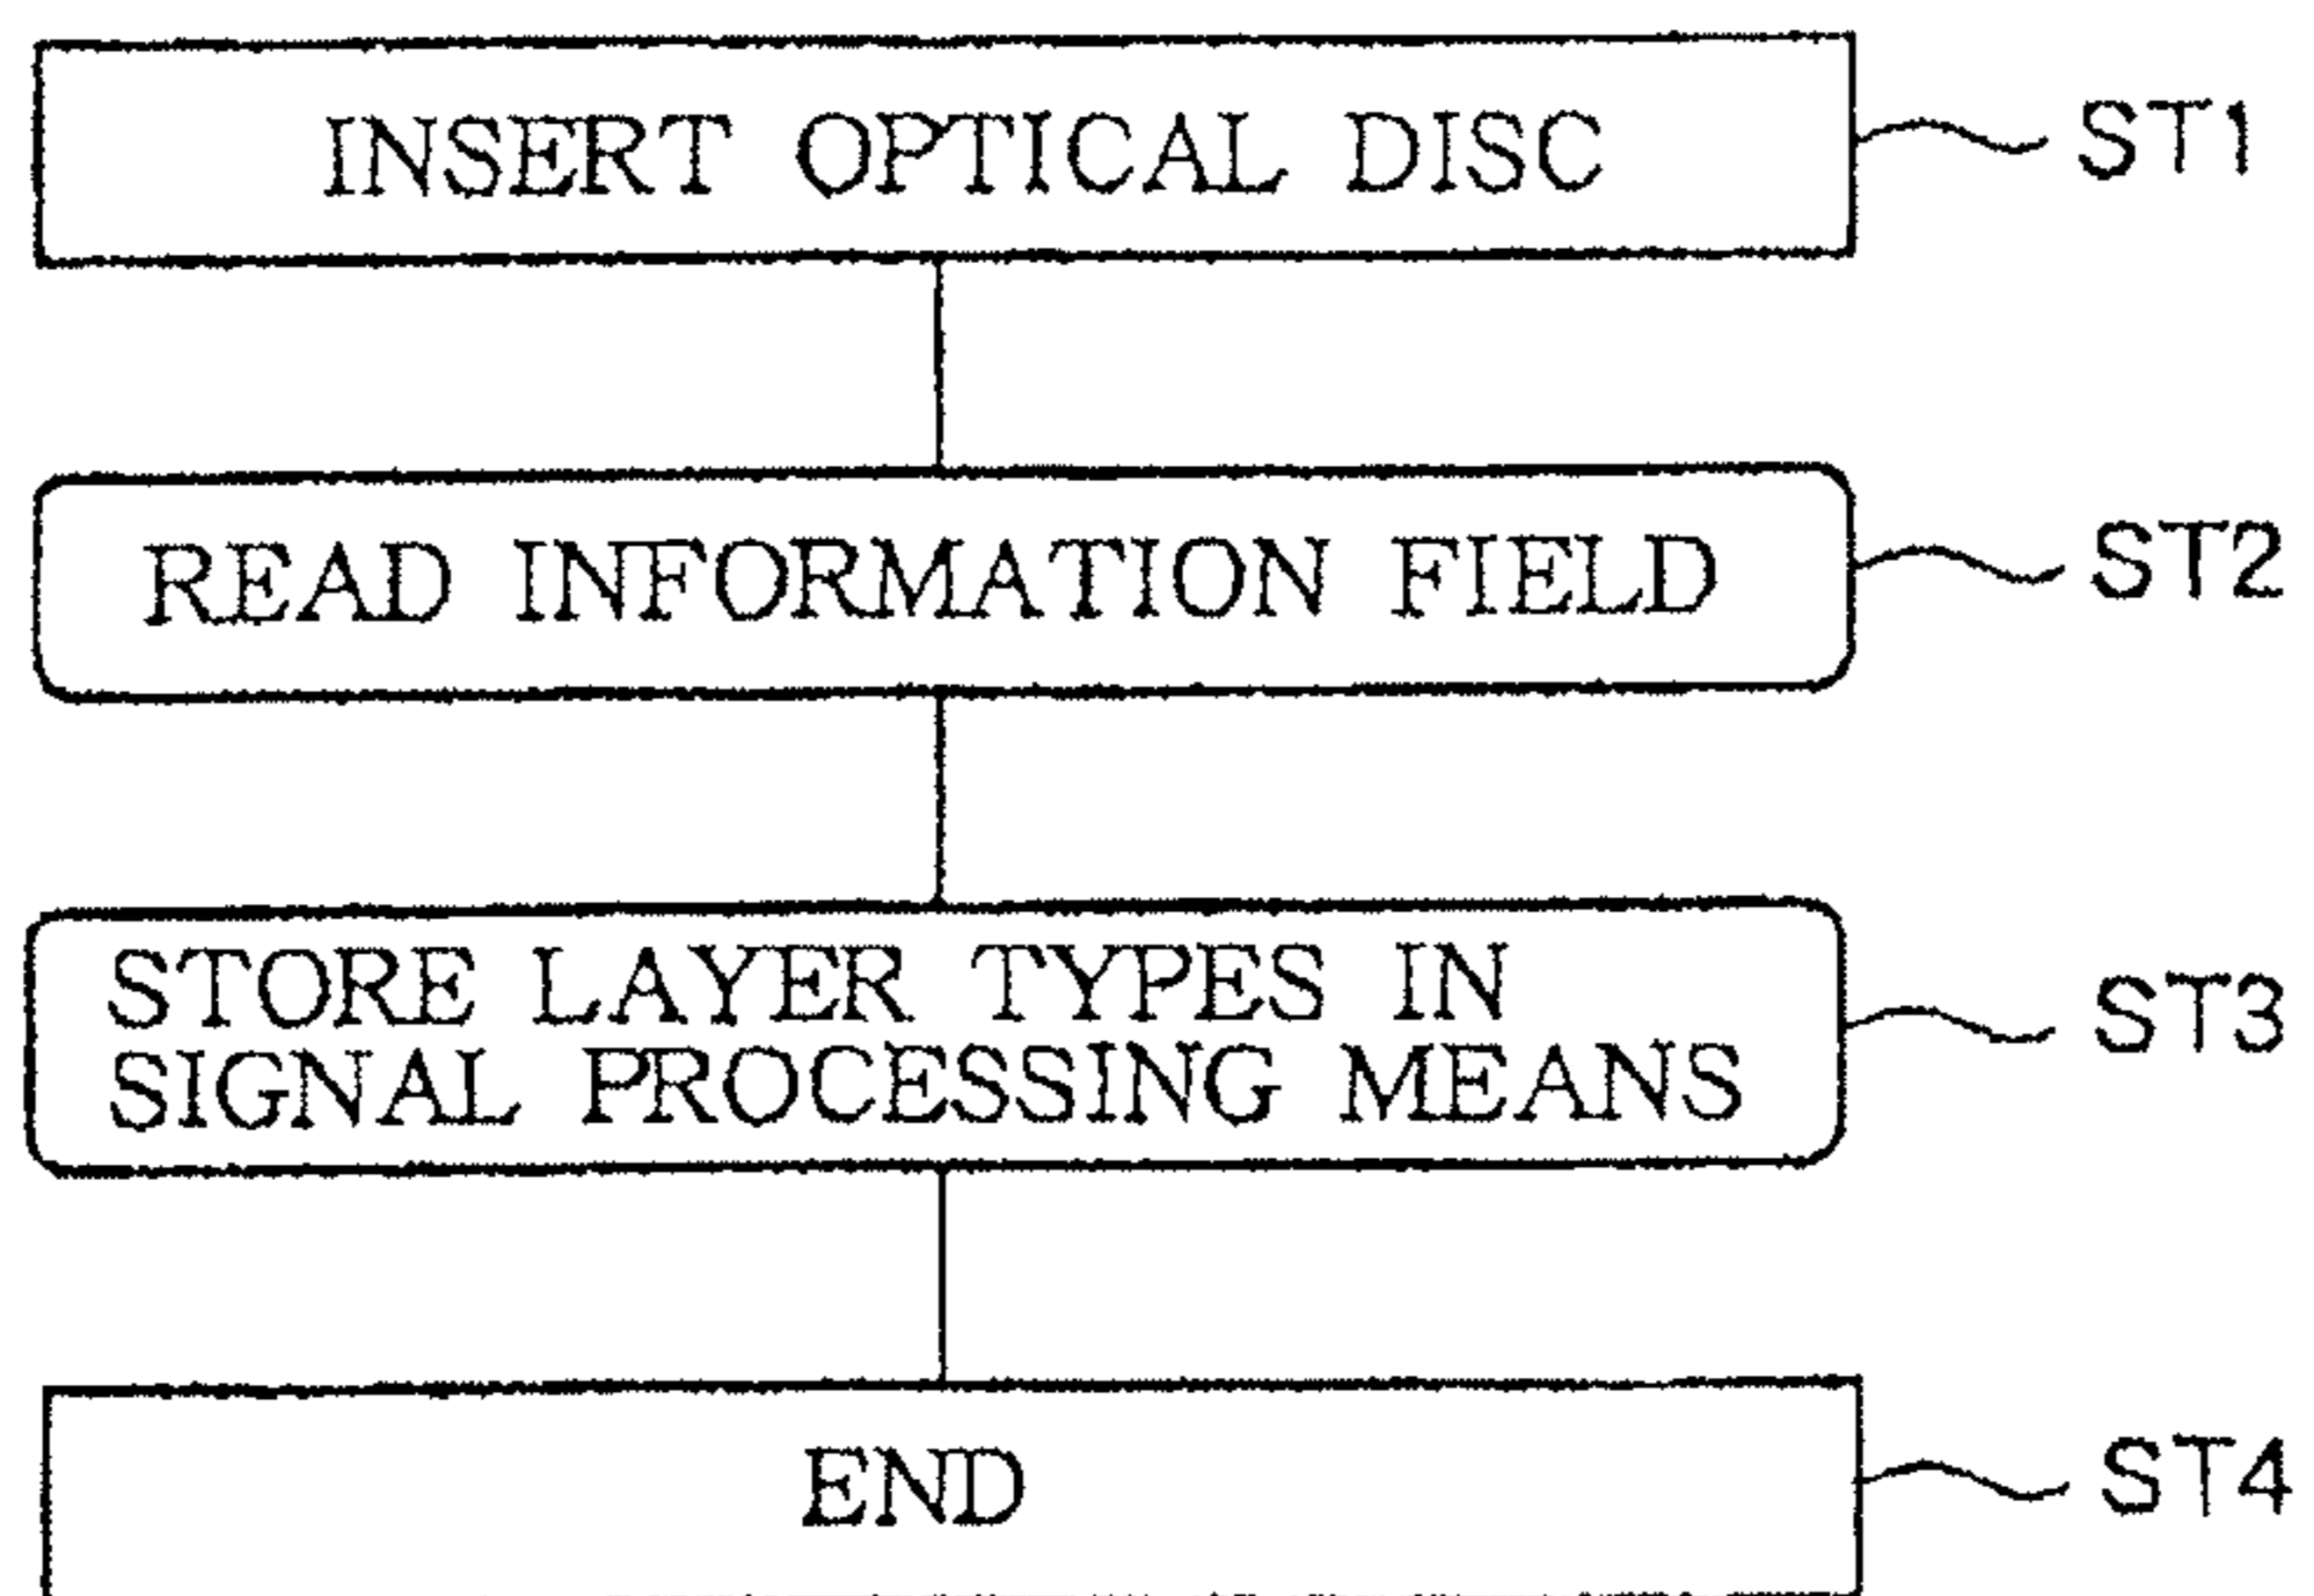 INSERT OPTICAL DISC
ST1
READ INFORMATION FIELD
ST2
STORE LAYER TYPES IN
SIGNAL PROCESSING MEANS
ST3
END
ST4